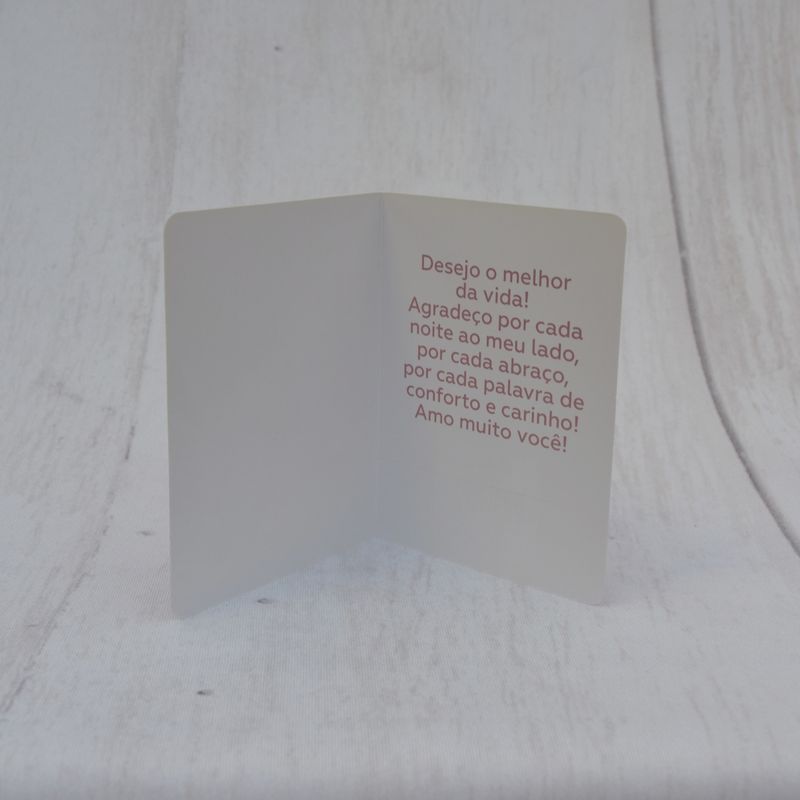 Desejo o melhor
da vida!
Agradeço por cada
noite ao meu lado,
por cada abraço,
por cada palavra de
conforto e carinho!
Amo muito você!